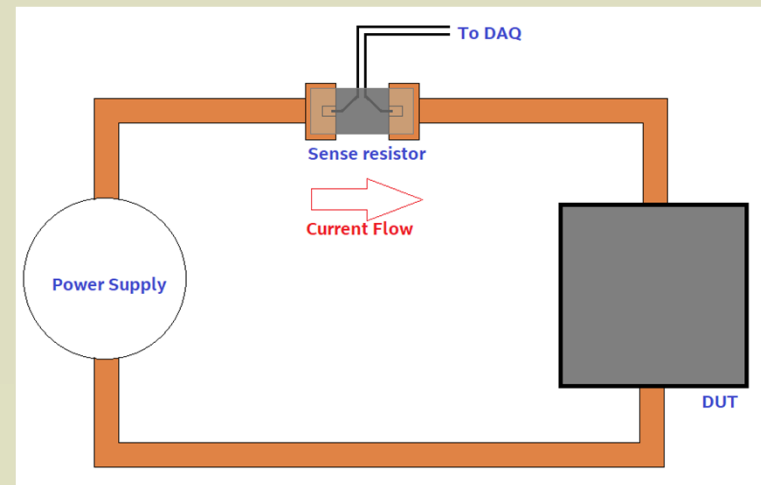 To DAQ
Sense resistor
Current Flow
Power Supply
DUT